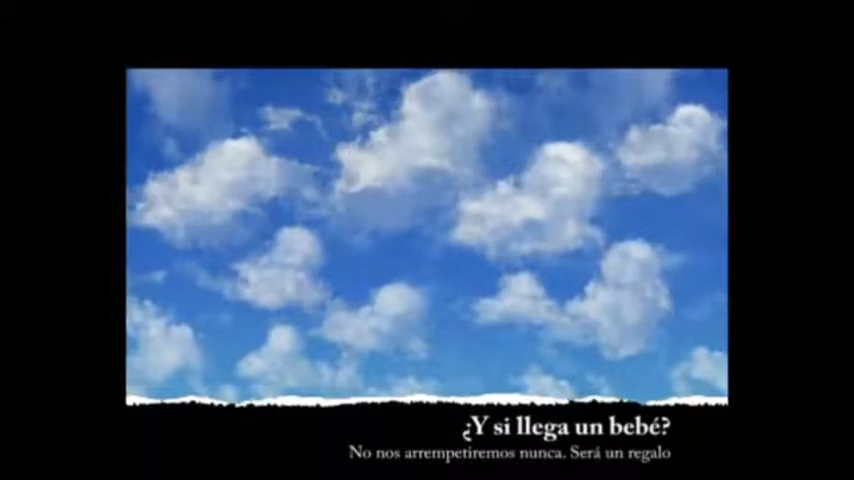 ¿Y si llega un bebé?
No nos arrempetiremos nunca. Será un regalo